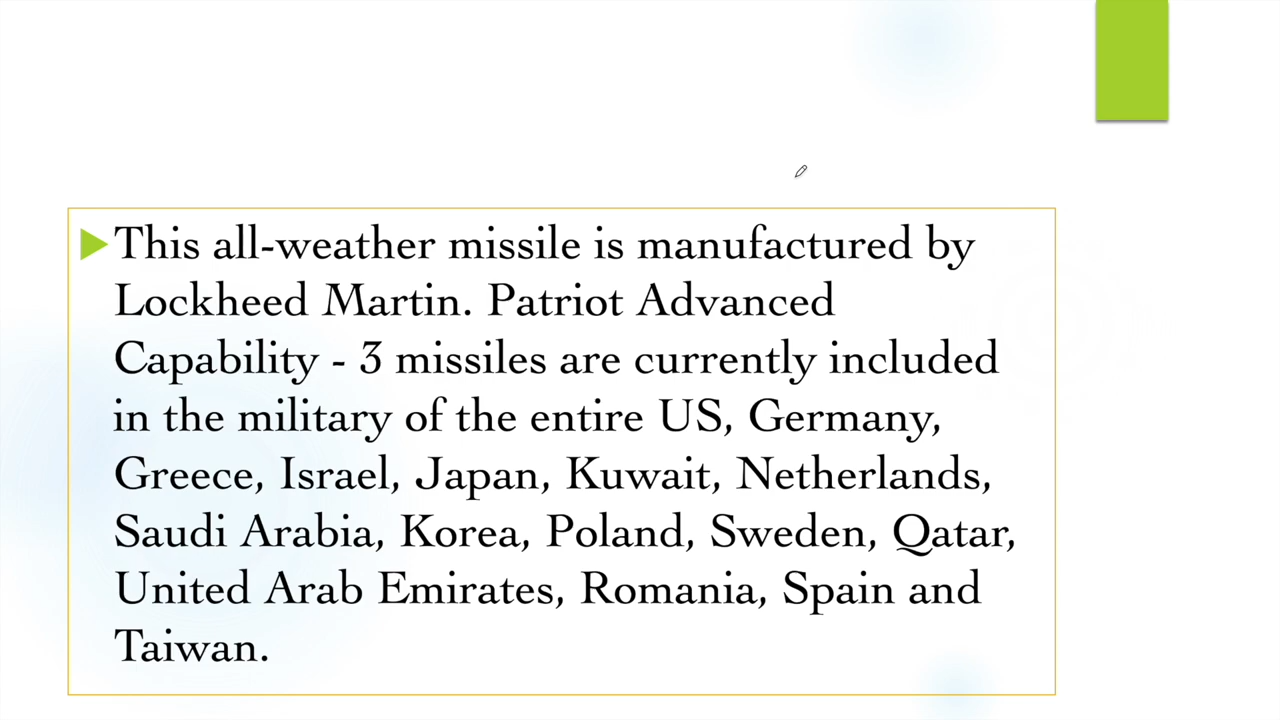 This all-weather missile is manufactured by
Lockheed Martin. Patriot Advanced
Capability - 3 missiles are currently included
in the military of the entire US, Germany,
Greece, Israel, Japan, Kuwait, Netherlands,
Saudi Arabia, Korea, Poland, Sweden, Qatar,
United Arab Emirates, Romania, Spain and
Taiwan.